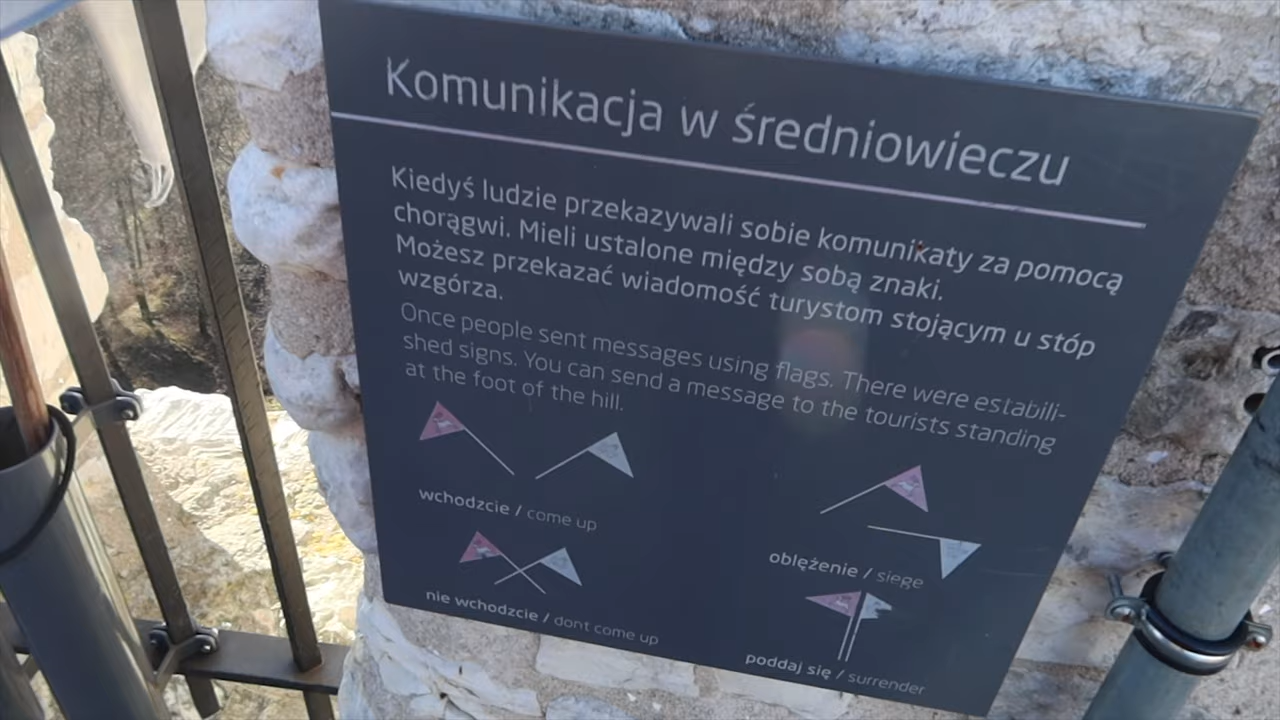 Komunikacja w średniowieczu
Kiedyś ludzie przekazywali sobie komunikaty za pomocą
chorągwi. Mieli ustalone między sobą znaki.
Możesz przekazać wiadomość turystom stojącym u stóp
wzgórza.
Once people sent messages using flags. There were estabili-
shed signs. You can send a message to the tourists standing
at the foot of the hill.
wchodzcie / come up
oblężenie / siege
nie wchodzcie / dont come up
poddaj się / surrender